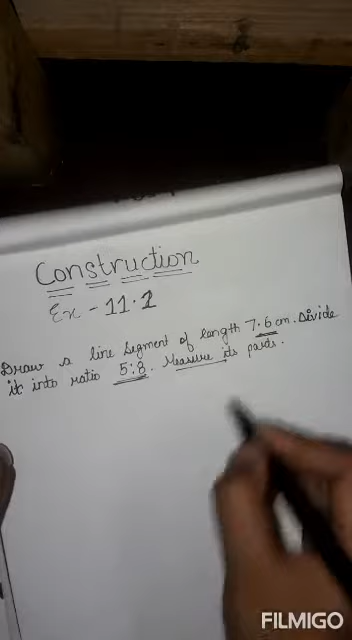 Construction
Ex - 11.1
Draw a line segment of length 7.6 cm. Divide
it into ratio 5:8. Measure its parts.
FILMIGO